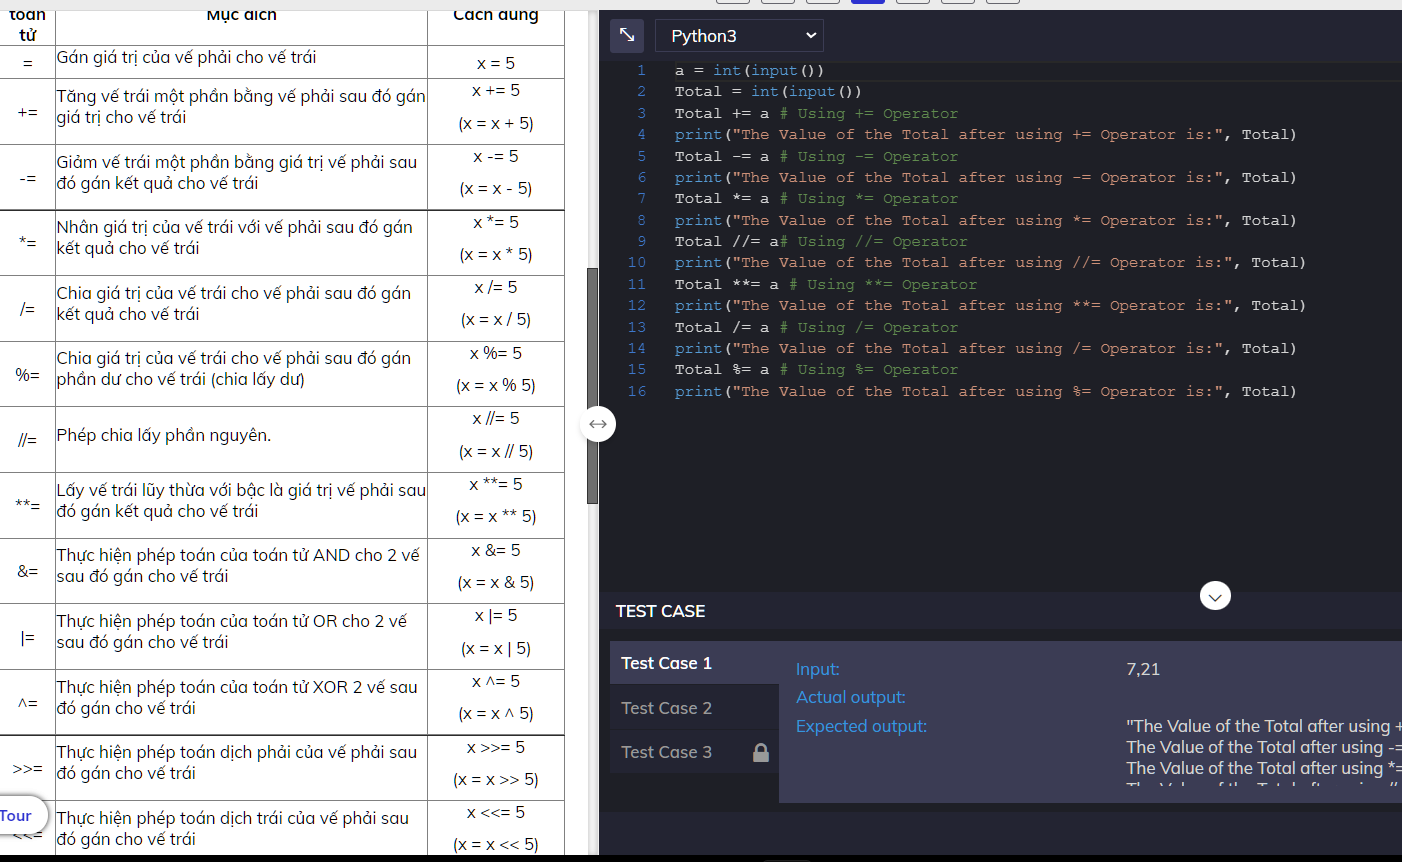 toán
tử
Mục đích
Cách dùng
=
Gán giá trị của vế phải cho vế trái
x = 5
+=
Tăng vế trái một phần bằng vế phải sau đó gán
giá trị cho vế trái
x += 5
(x = x + 5)
-=
Giảm vế trái một phần bằng giá trị vế phải sau
đó gán kết quả cho vế trái
x -= 5
(x = x - 5)
*=
Nhân giá trị của vế trái với vế phải sau đó gán
kết quả cho vế trái
x *= 5
(x = x * 5)
/=
Chia giá trị của vế trái cho vế phải sau đó gán
kết quả cho vế trái
x /= 5
(x = x / 5)
%=
Chia giá trị của vế trái cho vế phải sau đó gán
phần dư cho vế trái (chia lấy dư)
x %= 5
(x = x % 5)
//=
Phép chia lấy phần nguyên.
x //= 5
(x = x // 5)
**=
Lấy vế trái lũy thừa với bậc là giá trị vế phải sau
đó gán kết quả cho vế trái
x **= 5
(x = x ** 5)
&=
Thực hiện phép toán của toán tử AND cho 2 vế
sau đó gán cho vế trái
x &= 5
(x = x & 5)
|=
Thực hiện phép toán của toán tử OR cho 2 vế
sau đó gán cho vế trái
x |= 5
(x = x | 5)
^=
Thực hiện phép toán của toán tử XOR 2 vế sau
đó gán cho vế trái
x ^= 5
(x = x ^ 5)
>>=
Thực hiện phép toán dịch phải của vế phải sau
đó gán cho vế trái
x >>= 5
(x = x >> 5)
Tour
<<=
Thực hiện phép toán dịch trái của vế phải sau
đó gán cho vế trái
x <<= 5
(x = x << 5)
Python3
1 a = int(input())
2 Total = int(input())
3 Total += a # Using += Operator
4 print("The Value of the Total after using += Operator is:", Total)
5 Total -= a # Using -= Operator
6 print("The Value of the Total after using -= Operator is:", Total)
7 Total *= a # Using *= Operator
8 print("The Value of the Total after using *= Operator is:", Total)
9 Total //= a# Using //= Operator
10 print("The Value of the Total after using //= Operator is:", Total)
11 Total **= a # Using **= Operator
12 print("The Value of the Total after using **= Operator is:", Total)
13 Total /= a # Using /= Operator
14 print("The Value of the Total after using /= Operator is:", Total)
15 Total %= a # Using %= Operator
16 print("The Value of the Total after using %= Operator is:", Total)
TEST CASE
Test Case 1
Test Case 2
Test Case 3
Input: 7,21
Actual output:
Expected output: "The Value of the Total after using +
The Value of the Total after using -=
The Value of the Total after using *=
The Value of the Total after using //